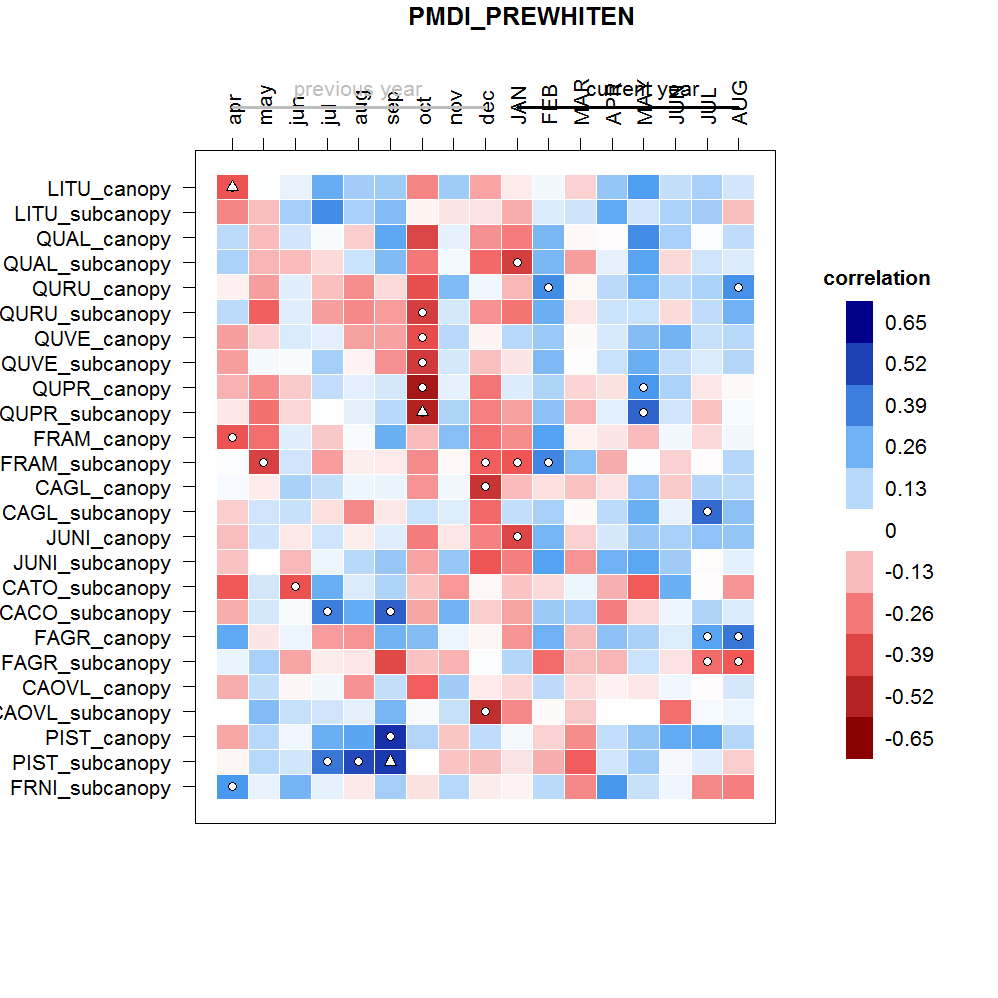 PMDI_PREWHITEN
previous year current year
apr may jun jul aug sep oct nov dec JAN FEB MAR APR MAY JUN JUL AUG
LITU_canopy
LITU_subcanopy
QUAL_canopy
QUAL_subcanopy
QURU_canopy
QURU_subcanopy
QUVE_canopy
QUVE_subcanopy
QUPR_canopy
QUPR_subcanopy
FRAM_canopy
FRAM_subcanopy
CAGL_canopy
CAGL_subcanopy
JUNI_canopy
JUNI_subcanopy
CATO_subcanopy
CACO_subcanopy
FAGR_canopy
FAGR_subcanopy
CAOVL_canopy
CAOVL_subcanopy
PIST_canopy
PIST_subcanopy
FRNI_subcanopy
correlation
0.65
0.52
0.39
0.26
0.13
0
-0.13
-0.26
-0.39
-0.52
-0.65